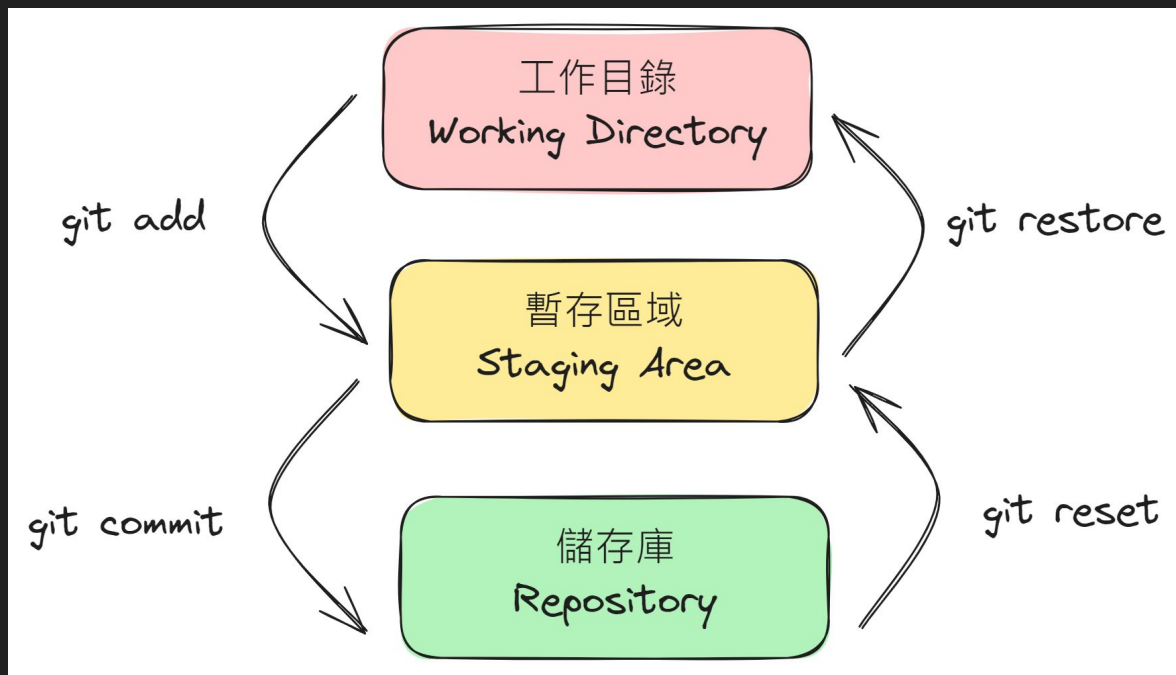 工作目錄
Working Directory
git add
git restore
暫存區域
Staging Area
git commit
git reset
儲存庫
Repository